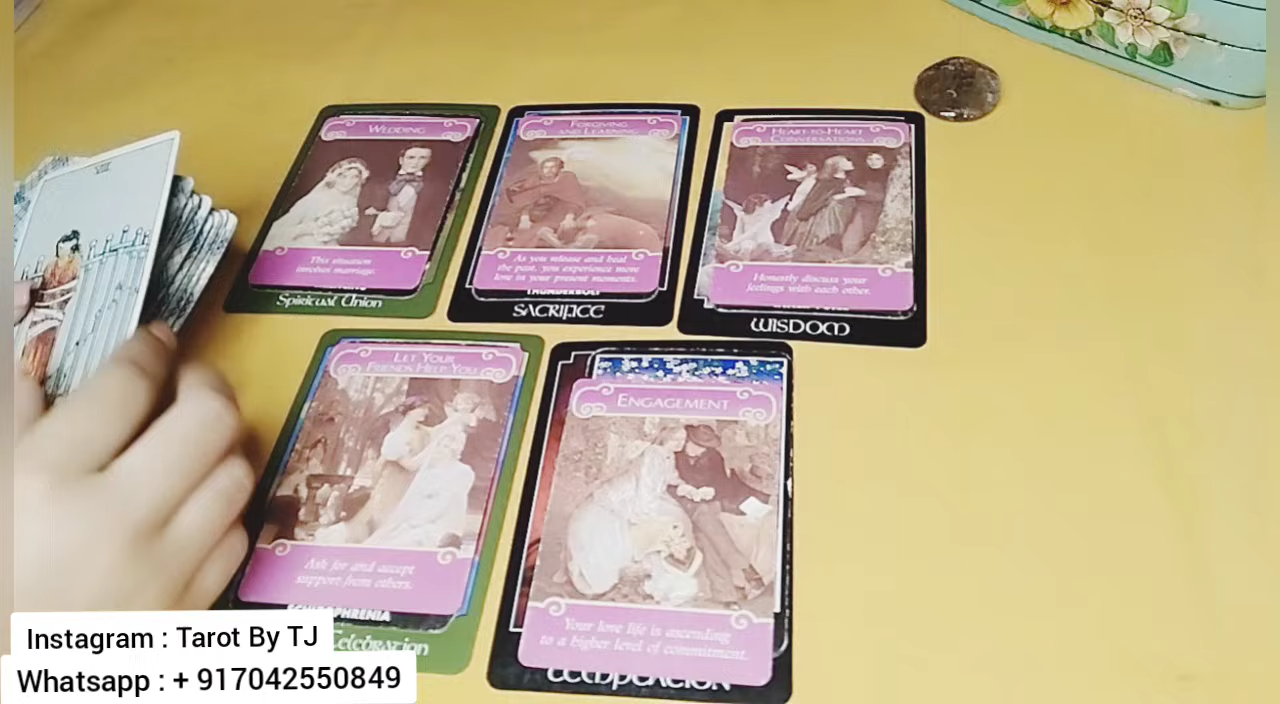 VIII
WEDDING
This situation
involves marriage.
Spiritual Union
FORGIVING
AND LEARNING
As you release and heal
the past, you experience more
love in your present moments.
THUNDERBOLT
SACRIFICE
HEART-TO-HEART
CONVERSATIONS
Honestly discuss your
feelings with each other.
WISDOM
LET YOUR
FRIENDS HELP YOU
Ask for and accept
support from others.
SCHIZOPHRENIA
Celebration
ENGAGEMENT
Your love life is ascending
to a higher level of commitment.
TEMPTATION
Instagram : Tarot By TJ
Whatsapp : + 917042550849